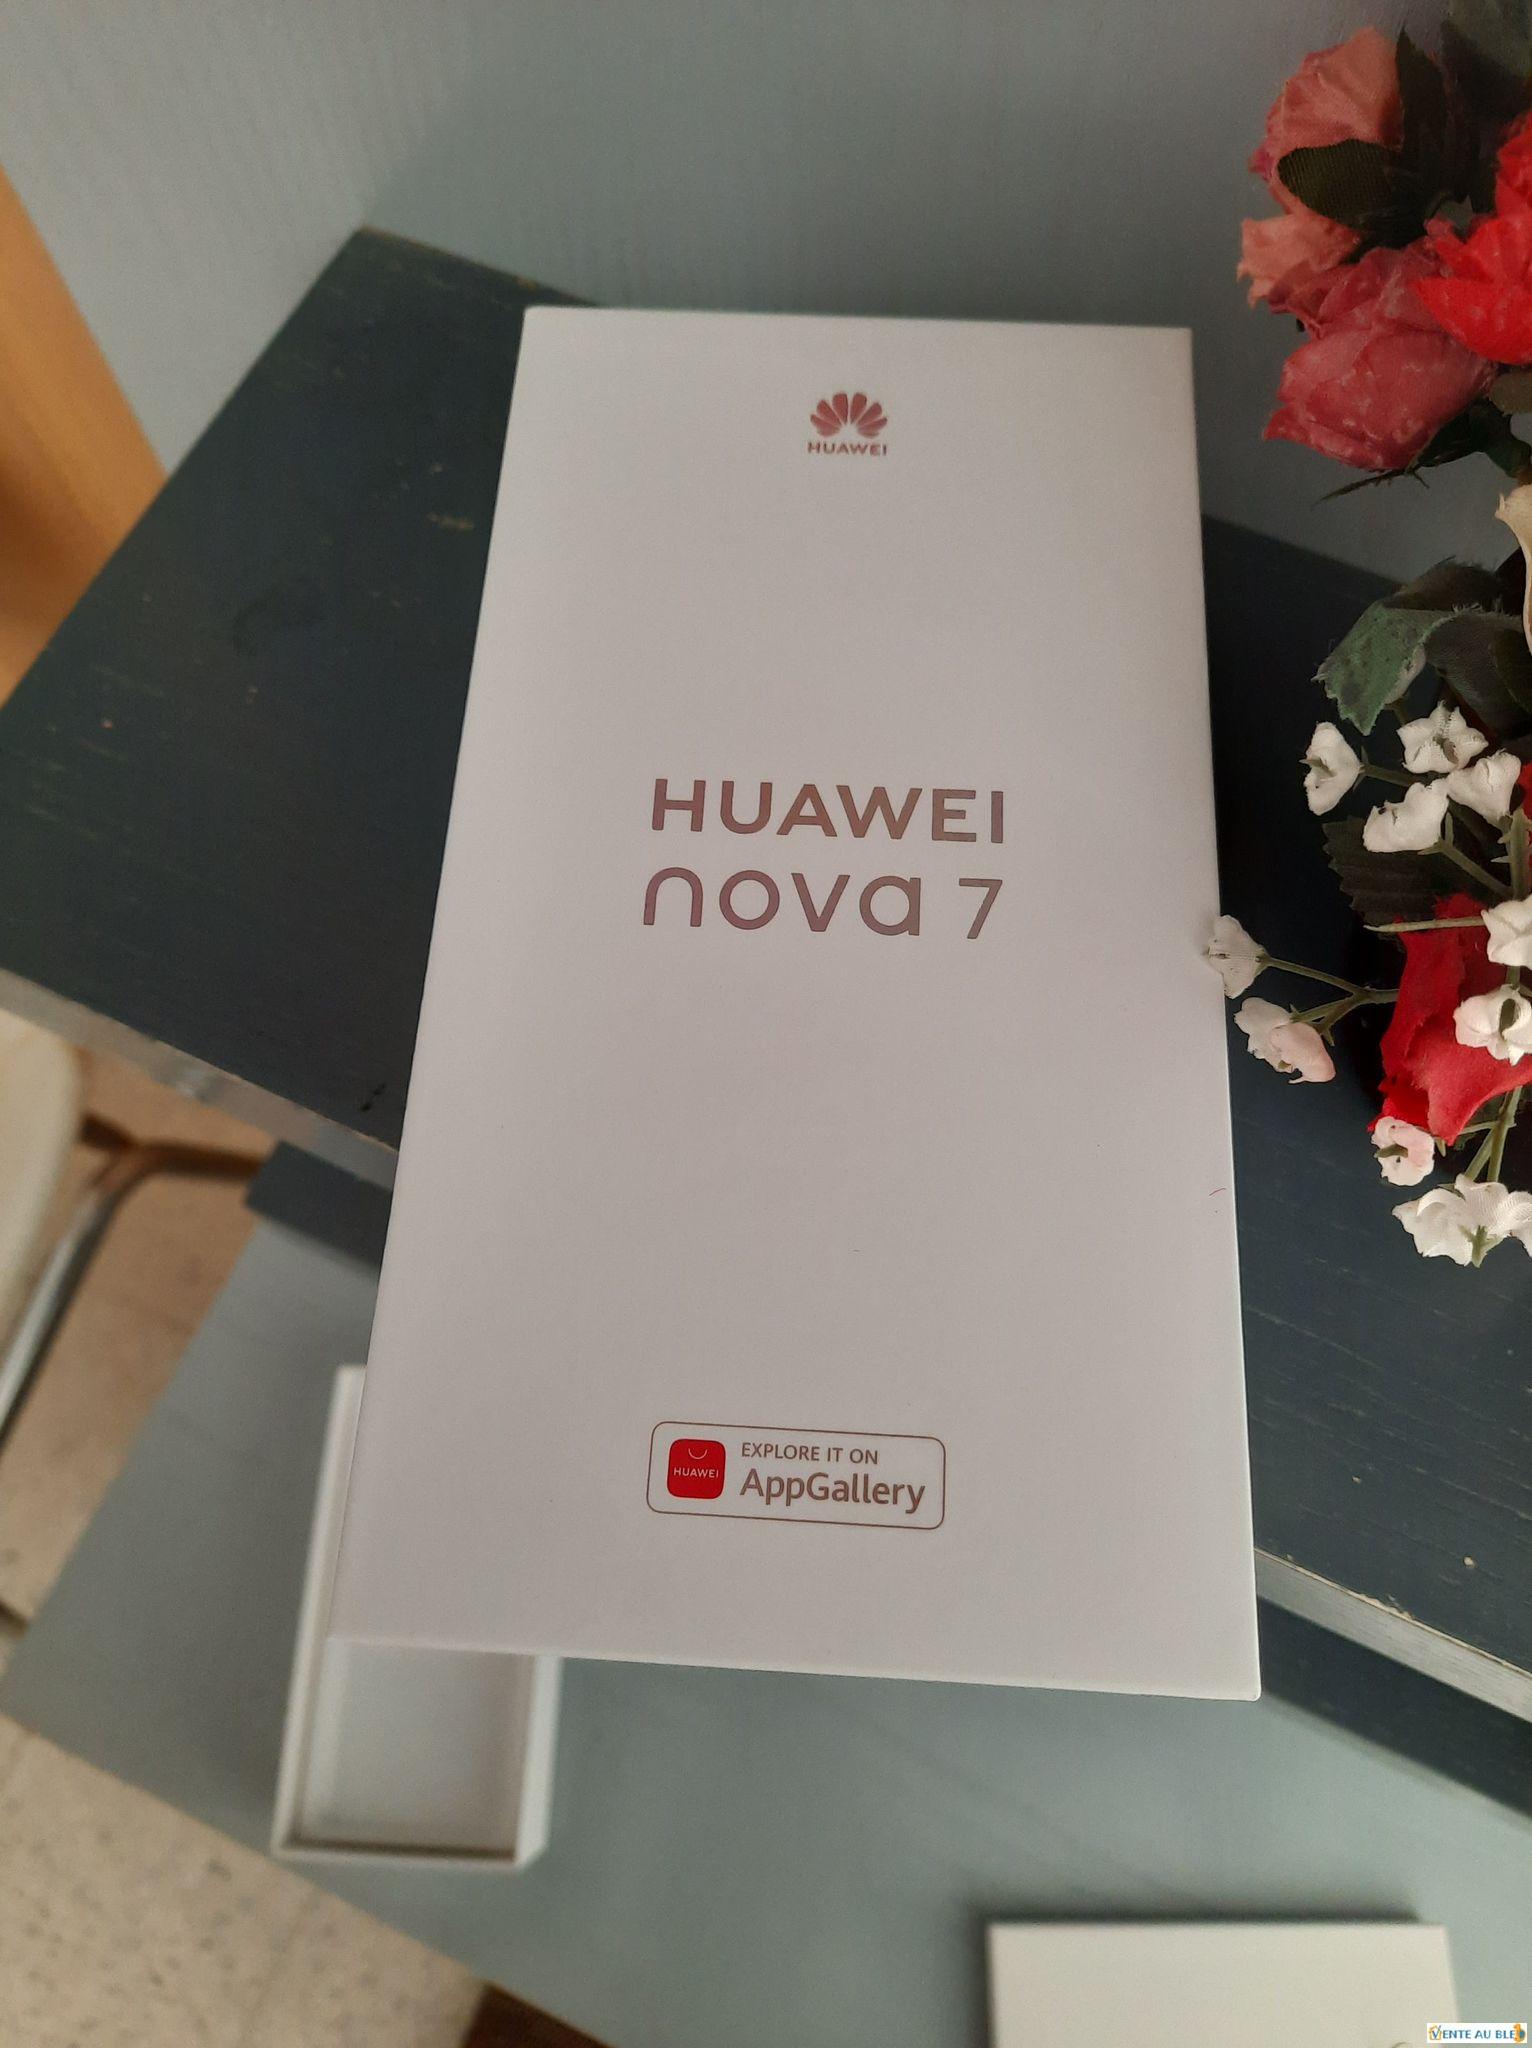 HUAWEI
HUAWEI
nova 7
HUAWEI
EXPLORE IT ON
AppGallery
VENTE AU BLED